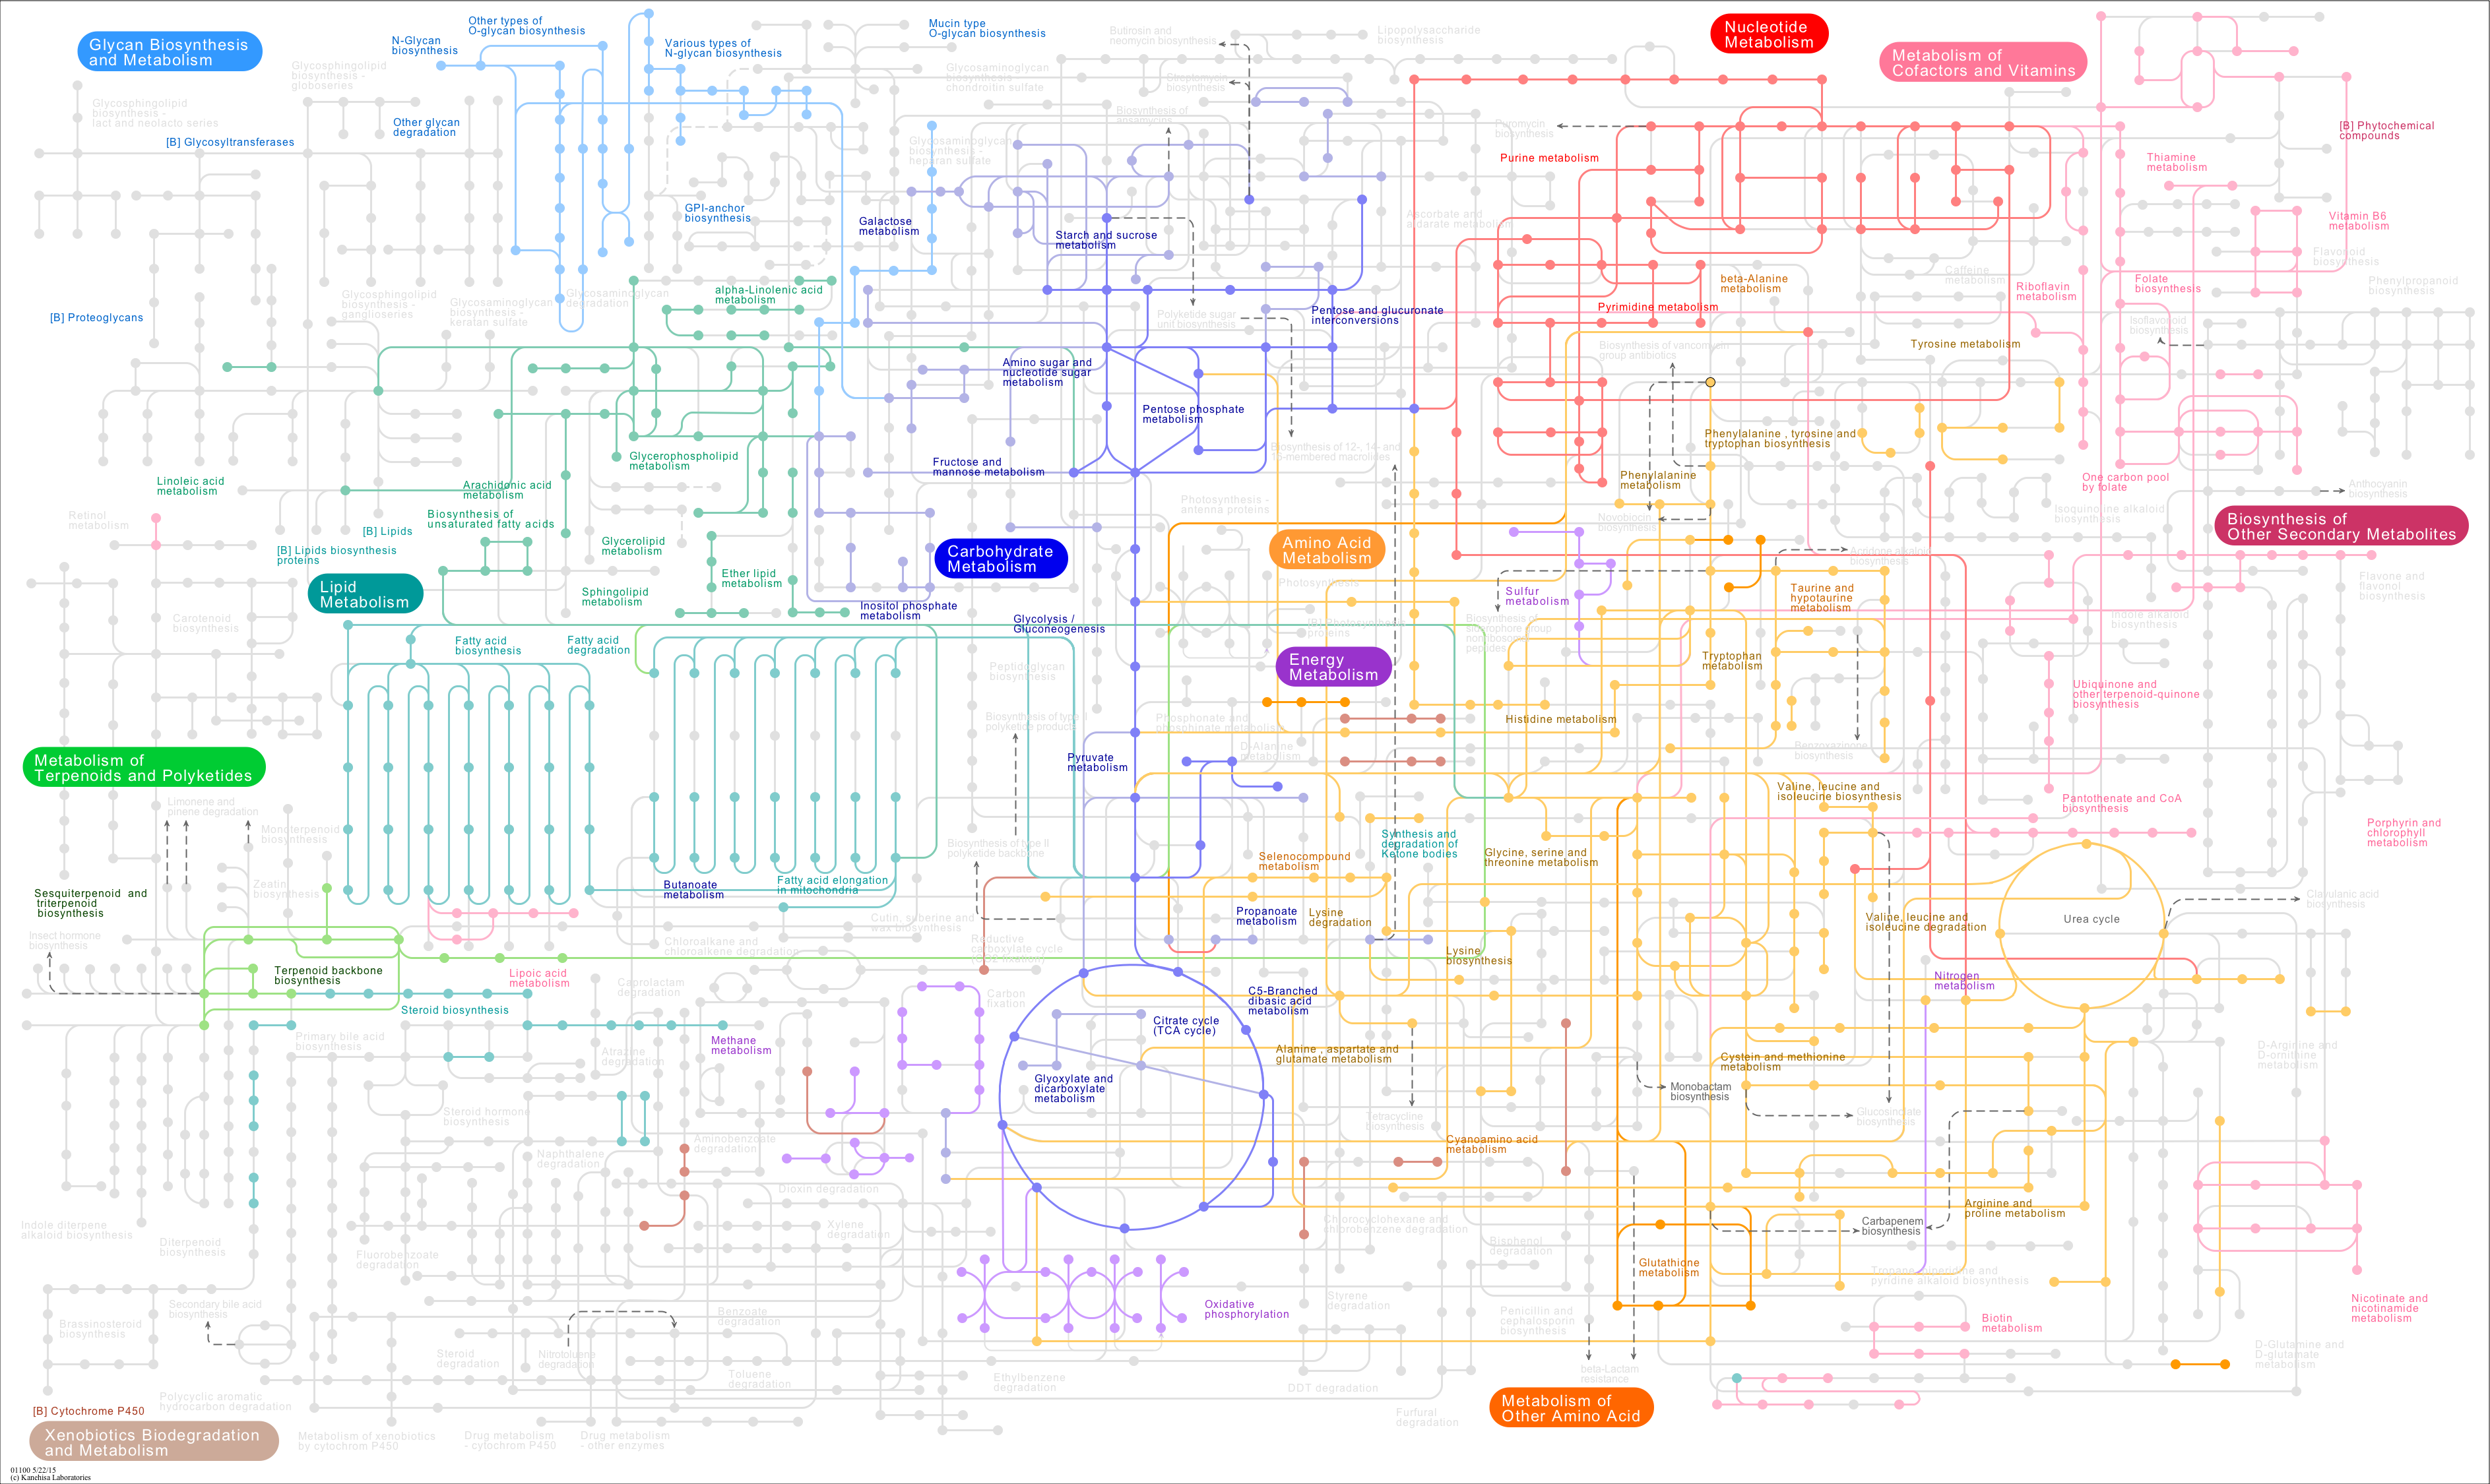 Glycan Biosynthesis
and Metabolism
N-Glycan
biosynthesis
Other types of
O-glycan biosynthesis
Various types of
N-glycan biosynthesis
Mucin type
O-glycan biosynthesis
Butirosin and
neomycin biosynthesis
Lipopolysaccharide
biosynthesis
Nucleotide
Metabolism
Metabolism of
Cofactors and Vitamins
Glycosphingolipid
biosynthesis -
globoseries
Glycosaminoglycan
biosynthesis -
chondroitin sulfate
Streptomycin
biosynthesis
Glycosphingolipid
biosynthesis -
lact and neolacto series
Other glycan
degradation
[B] Glycosyltransferases
Biosynthesis of
ansamycins
Puromycin
biosynthesis
[B] Phytochemical
compounds
Glycosaminoglycan
biosynthesis -
heparan sulfate
Purine metabolism
Thiamine
metabolism
GPI-anchor
biosynthesis
Galactose
metabolism
Starch and sucrose
metabolism
Ascorbate and
aldarate metabolism
Vitamin B6
metabolism
Flavonoid
biosynthesis
Glycosphingolipid
biosynthesis -
ganglioseries
Glycosaminoglycan
biosynthesis -
keratan sulfate
Glycosaminoglycan
degradation
alpha-Linolenic acid
metabolism
beta-Alanine
metabolism
Caffeine
metabolism
Riboflavin
metabolism
Folate
biosynthesis
Phenylpropanoid
biosynthesis
[B] Proteoglycans
Polyketide sugar
unit biosynthesis
Pentose and glucuronate
interconversions
Pyrimidine metabolism
Isoflavonoid
biosynthesis
Biosynthesis of vancomycin
group antibiotics
Tyrosine metabolism
Amino sugar and
nucleotide sugar
metabolism
Pentose phosphate
metabolism
Phenylalanine , tyrosine and
tryptophan biosynthesis
Biosynthesis of 12-, 14- and
16-membered macrolides
Glycerophospholipid
metabolism
Fructose and
mannose metabolism
Phenylalanine
metabolism
One carbon pool
by folate
Linoleic acid
metabolism
Arachidonic acid
metabolism
Anthocyanin
biosynthesis
Retinol
metabolism
Biosynthesis of
unsaturated fatty acids
Photosynthesis -
antenna proteins
Novobiocin
biosynthesis
Isoquinoline alkaloid
biosynthesis
Biosynthesis of
Other Secondary Metabolites
[B] Lipids
[B] Lipids biosynthesis
proteins
Glycerolipid
metabolism
Carbohydrate
Metabolism
Amino Acid
Metabolism
Acridone alkaloid
biosynthesis
Lipid
Metabolism
Ether lipid
metabolism
Photosynthesis
Sulfur
metabolism
Taurine and
hypotaurine
metabolism
Flavone and
flavonol
biosynthesis
Sphingolipid
metabolism
Inositol phosphate
metabolism
Carotenoid
biosynthesis
Glycolysis /
Gluconeogenesis
[B] Photosynthesis
proteins
Biosynthesis of
siderophore group
nonribosomal
peptides
Indole alkaloid
biosynthesis
Fatty acid
biosynthesis
Fatty acid
degradation
Peptidoglycan
biosynthesis
Energy
Metabolism
Tryptophan
metabolism
Ubiquinone and
other terpenoid-quinone
biosynthesis
Biosynthesis of type I
polyketide products
Phosphonate and
phosphinate metabolism
Histidine metabolism
D-Alanine
metabolism
Benzoxazinone
biosynthesis
Metabolism of
Terpenoids and Polyketides
Pyruvate
metabolism
Valine, leucine and
isoleucine biosynthesis
Pantothenate and CoA
biosynthesis
Limonene and
pinene degradation
Monoterpenoid
biosynthesis
Biosynthesis of type II
polyketide backbone
Synthesis and
degradation of
Ketone bodies
Selenocompound
metabolism
Glycine, serine and
threonine metabolism
Porphyrin and
chlorophyll
metabolism
Sesquiterpenoid and
triterpenoid
biosynthesis
Zeatin
biosynthesis
Butanoate
metabolism
Fatty acid elongation
in mitochondria
Clavulanic acid
biosynthesis
Insect hormone
biosynthesis
Cutin, suberine and
wax biosynthesis
Propanoate
metabolism
Lysine
degradation
Valine, leucine and
isoleucine degradation
Urea cycle
Chloroalkane and
chloroalkene degradation
Reductive
carboxylate cycle
(CO2 fixation)
Lysine
biosynthesis
Terpenoid backbone
biosynthesis
Lipoic acid
metabolism
Caprolactam
degradation
Nitrogen
metabolism
Steroid biosynthesis
Carbon
fixation
C5-Branched
dibasic acid
metabolism
Citrate cycle
(TCA cycle)
Primary bile acid
biosynthesis
Methane
metabolism
Atrazine
degradation
Alanine , aspartate and
glutamate metabolism
Cystein and methionine
metabolism
D-Arginine and
D-ornithine
metabolism
Glyoxylate and
dicarboxylate
metabolism
Monobactam
biosynthesis
Steroid hormone
biosynthesis
Tetracycline
biosynthesis
Glucosinolate
biosynthesis
Aminobenzoate
degradation
Cyanoamino acid
metabolism
Naphthalene
degradation
Dioxin degradation
Arginine and
proline metabolism
Indole diterpene
alkaloid biosynthesis
Diterpenoid
biosynthesis
Fluorobenzoate
degradation
Xylene
degradation
Chlorocyclohexane and
chlorobenzene degradation
Carbapenem
biosynthesis
Bisphenol
degradation
Glutathione
metabolism
Tropane, piperidine and
pyridine alkaloid biosynthesis
Secondary bile acid
biosynthesis
Brassinosteroid
biosynthesis
Benzoate
degradation
Oxidative
phosphorylation
Styrene
degradation
Penicillin and
cephalosporin
biosynthesis
Biotin
metabolism
Nicotinate and
nicotinamide
metabolism
Steroid
degradation
Nitrotoluene
degradation
Toluene
degradation
Ethylbenzene
degradation
DDT degradation
beta-Lactam
resistance
D-Glutamine and
D-glutamate
metabolism
Polycyclic aromatic
hydrocarbon degradation
Furfural
degradation
Metabolism of
Other Amino Acid
[B] Cytochrome P450
Xenobiotics Biodegradation
and Metabolism
Metabolism of xenobiotics
by cytochrom P450
Drug metabolism
- cytochrom P450
Drug metabolism
- other enzymes
01100 5/22/15
(c) Kanehisa Laboratories